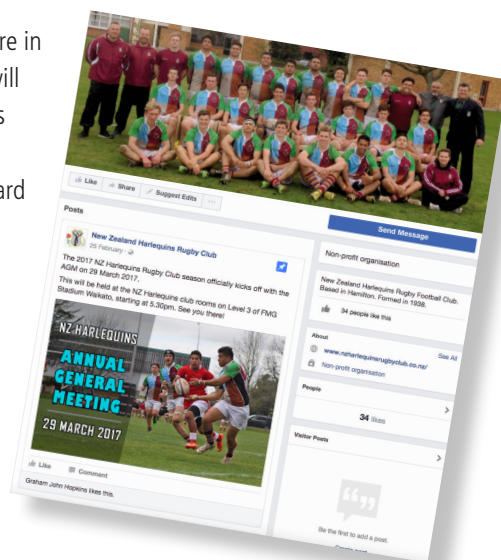 re in
vill
s
ard
Like
Share
Suggest Edits
...
Send Message
Posts
New Zealand Harlequins Rugby Club
25 February
The 2017 NZ Harlequins Rugby Club season officially kicks off with the
AGM on 29 March 2017.
This will be held at the NZ Harlequins club rooms on Level 3 of FMG
Stadium Waikato, starting at 5.30pm. See you there!
NZ HARLEQUINS
ANNUAL
GENERAL
MEETING
29 MARCH 2017
Like
Comment
Graham John Hopkins likes this.
Non-profit organisation
New Zealand Harlequins Rugby Football Club.
Based in Hamilton. Formed in 1938.
34 people like this
About
See All
www.nzharlequinsrugbyclub.co.nz/
Non-profit organisation
People
34 likes
Visitor Posts
Be the first to add a post.